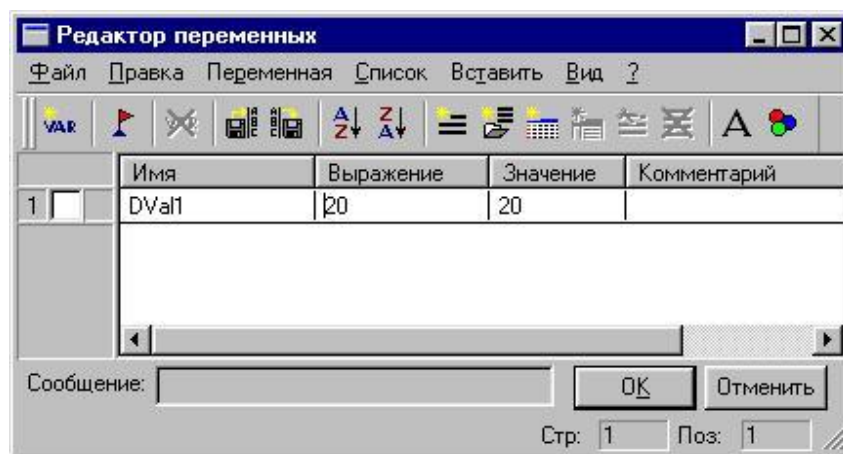 Редактор переменных
Файл Правка Переменная Список Вставить Вид ?
VAR A Z Z A A
Имя Выражение Значение Комментарий
1 DVal1 20 20
Сообщение: OK Отменить
Стр: 1 Поз: 1